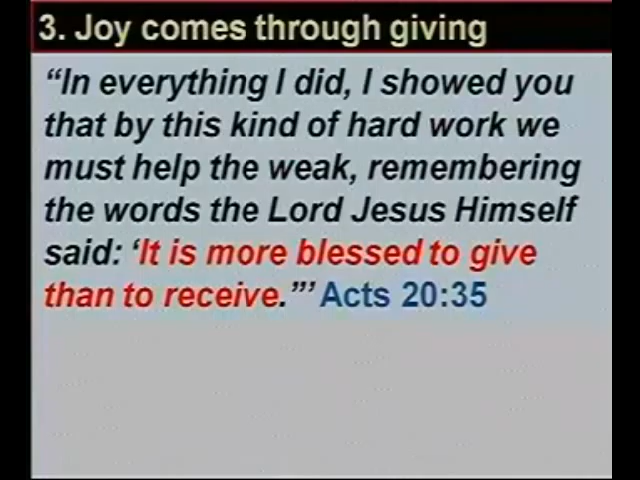 3. Joy comes through giving
“In everything I did, I showed you
that by this kind of hard work we
must help the weak, remembering
the words the Lord Jesus Himself
said: ‘It is more blessed to give
than to receive.”’ Acts 20:35